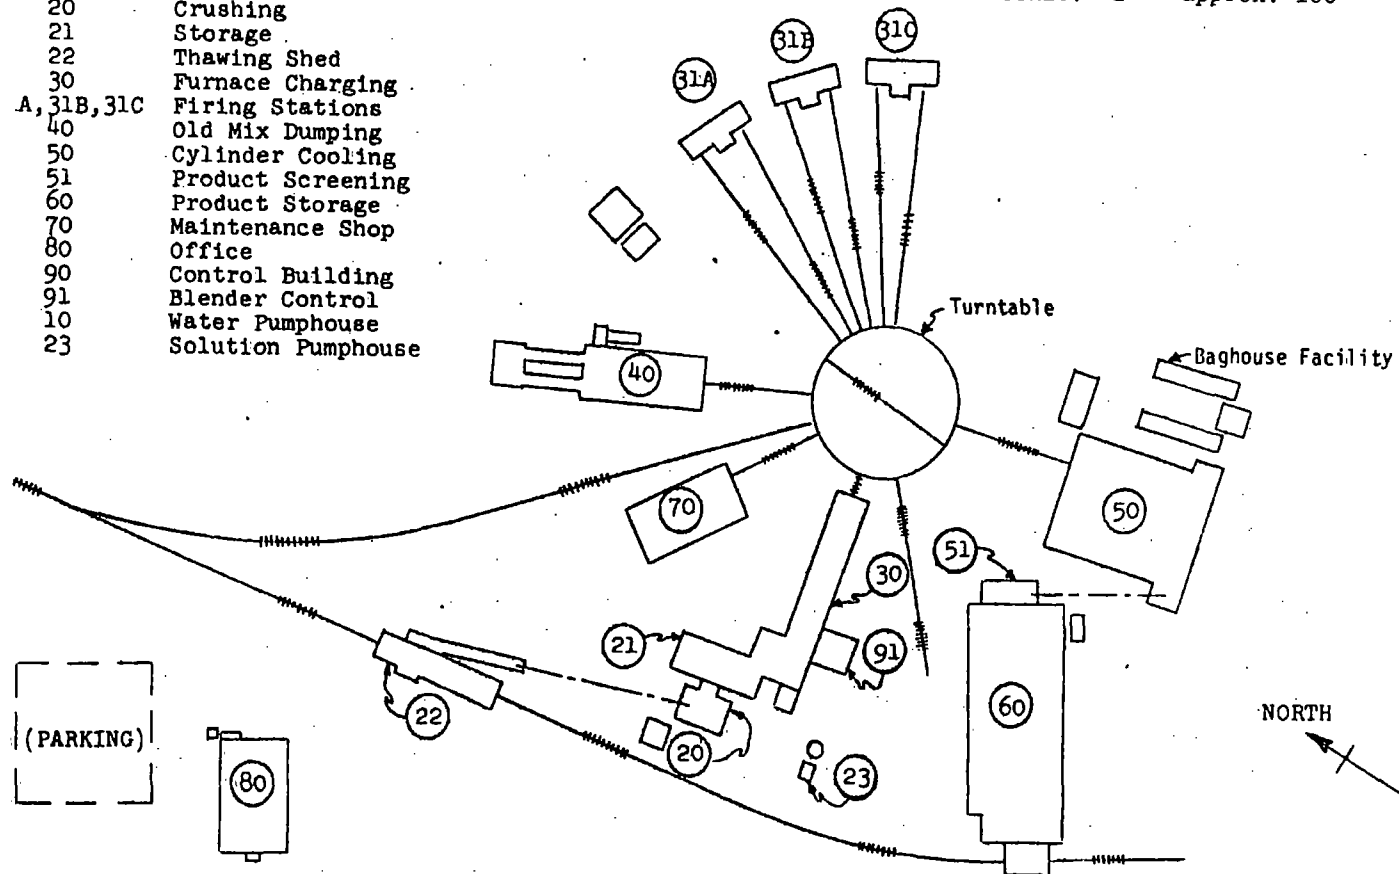 20 Crushing
21 Storage
22 Thawing Shed
30 Furnace Charging
A,31B,31C Firing Stations
40 Old Mix Dumping
50 Cylinder Cooling
51 Product Screening
60 Product Storage
70 Maintenance Shop
80 Office
90 Control Building
91 Blender Control
10 Water Pumphouse
23 Solution Pumphouse
31A
31B
31C
Turntable
Baghouse Facility
40
70
50
51
30
21
91
22
20
60
NORTH
(PARKING)
80
23